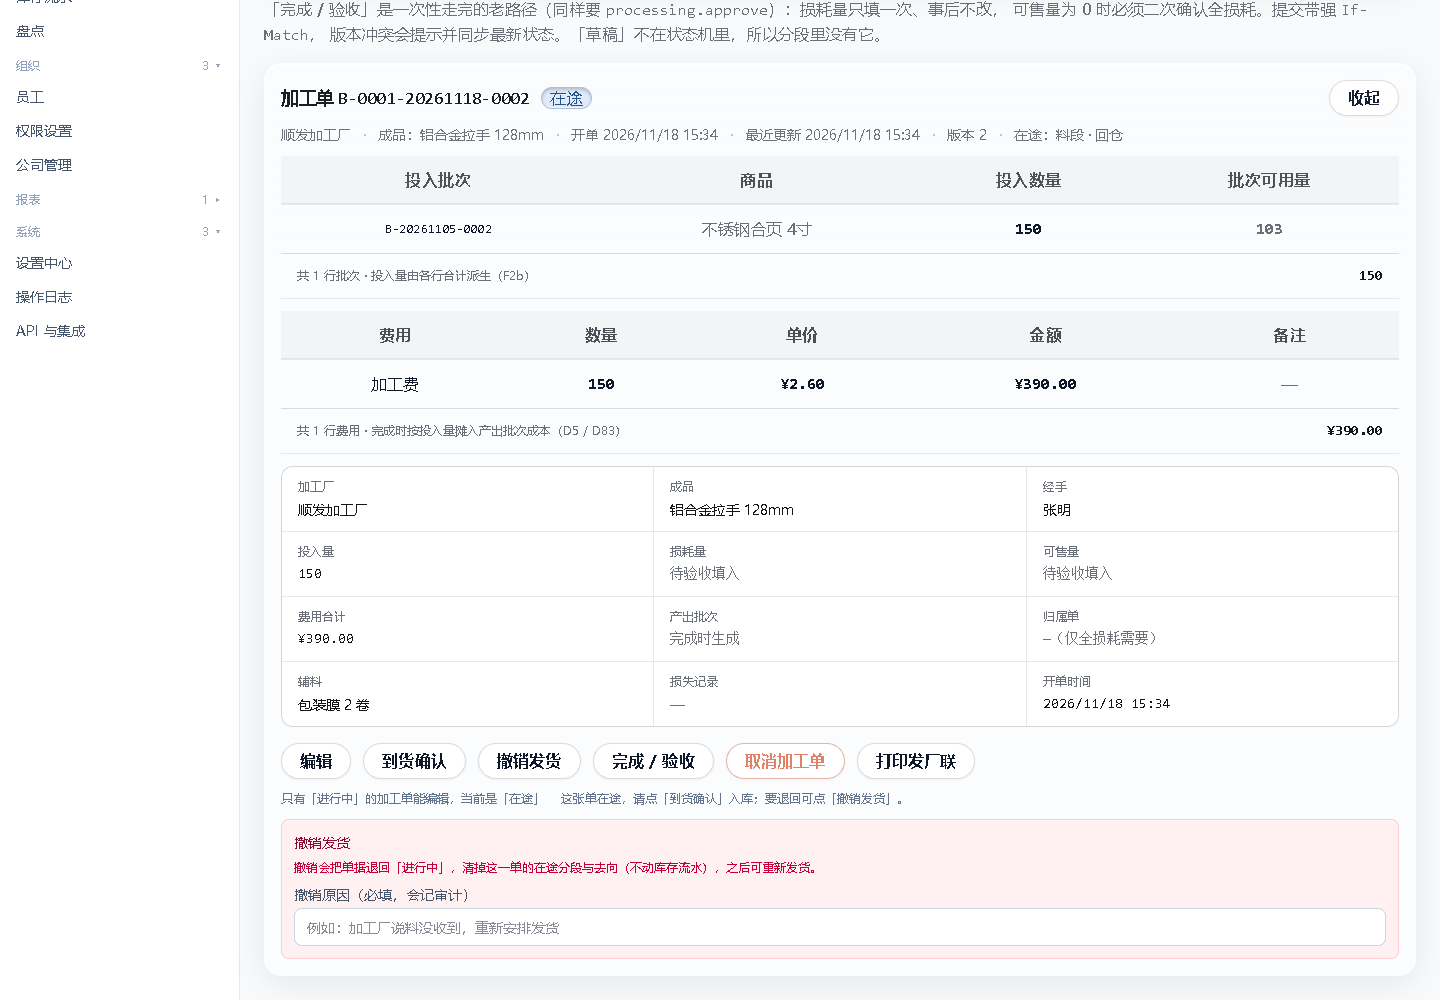 盘点
组织 3
员工
权限设置
公司管理
报表 1
系统 3
设置中心
操作日志
API 与集成
「完成 / 验收」是一次性走完的老路径（同样要 processing.approve）：损耗量只填一次、事后不改， 可售量为 0 时必须二次确认全损耗。提交带强 If-
Match， 版本冲突会提示并同步最新状态。「草稿」不在状态机里，所以分段里没有它。
加工单 B-0001-20261118-0002 在途 收起
顺发加工厂 · 成品：铝合金拉手 128mm · 开单 2026/11/18 15:34 · 最近更新 2026/11/18 15:34 · 版本 2 · 在途：料段 · 回仓
投入批次 商品 投入数量 批次可用量
B-20261105-0002 不锈钢合页 4寸 150 103
共 1 行批次 · 投入量由各行合计派生（F2b） 150
费用 数量 单价 金额 备注
加工费 150 ¥2.60 ¥390.00 —
共 1 行费用 · 完成时按投入量摊入产出批次成本（D5 / D83） ¥390.00
加工厂 成品 经手
顺发加工厂 铝合金拉手 128mm 张明
投入量 损耗量 可售量
150 待验收填入 待验收填入
费用合计 产出批次 归属单
¥390.00 完成时生成 —（仅全损耗需要）
辅料 损失记录 开单时间
包装膜 2 卷 — 2026/11/18 15:34
编辑 到货确认 撤销发货 完成 / 验收 取消加工单 打印发厂联
只有「进行中」的加工单能编辑，当前是「在途」 这张单在途，请点「到货确认」入库；要退回可点「撤销发货」。
撤销发货
撤销会把单据退回「进行中」，清掉这一单的在途分段与去向（不动库存流水），之后可重新发货。
撤销原因（必填，会记审计）
例如：加工厂说料没收到，重新安排发货